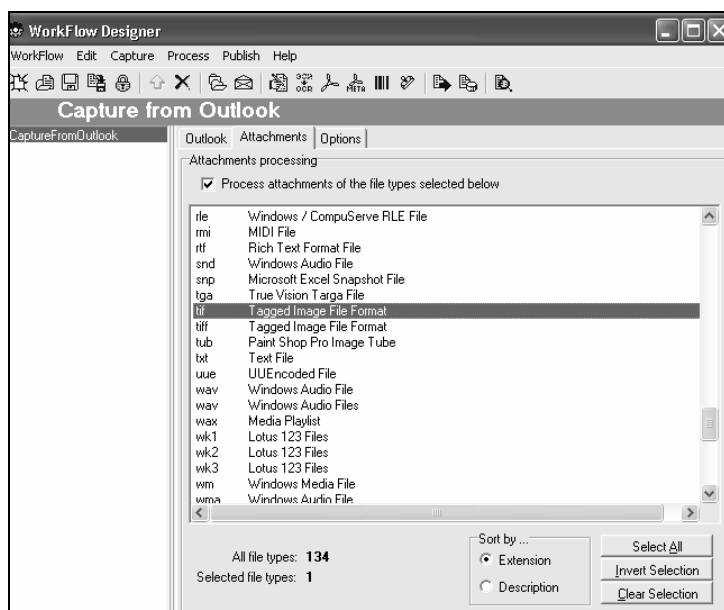 WorkFlow Designer
WorkFlow Edit Capture Process Publish Help
OCR META
Capture from Outlook
CaptureFromOutlook
Outlook Attachments Options
Attachments processing
Process attachments of the file types selected below
rle Windows / CompuServe RLE File
rmi MIDI File
rtf Rich Text Format File
snd Windows Audio File
snp Microsoft Excel Snapshot File
tga True Vision Targa File
tif Tagged Image File Format
tiff Tagged Image File Format
tub Paint Shop Pro Image Tube
txt Text File
uue UUEncoded File
wav Windows Audio File
wav Windows Audio Files
wax Media Playlist
wk1 Lotus 123 Files
wk2 Lotus 123 Files
wk3 Lotus 123 Files
wm Windows Media File
wma Windows Audio File
All file types: 134
Selected file types: 1
Sort by ...
Extension
Description
Select All
Invert Selection
Clear Selection